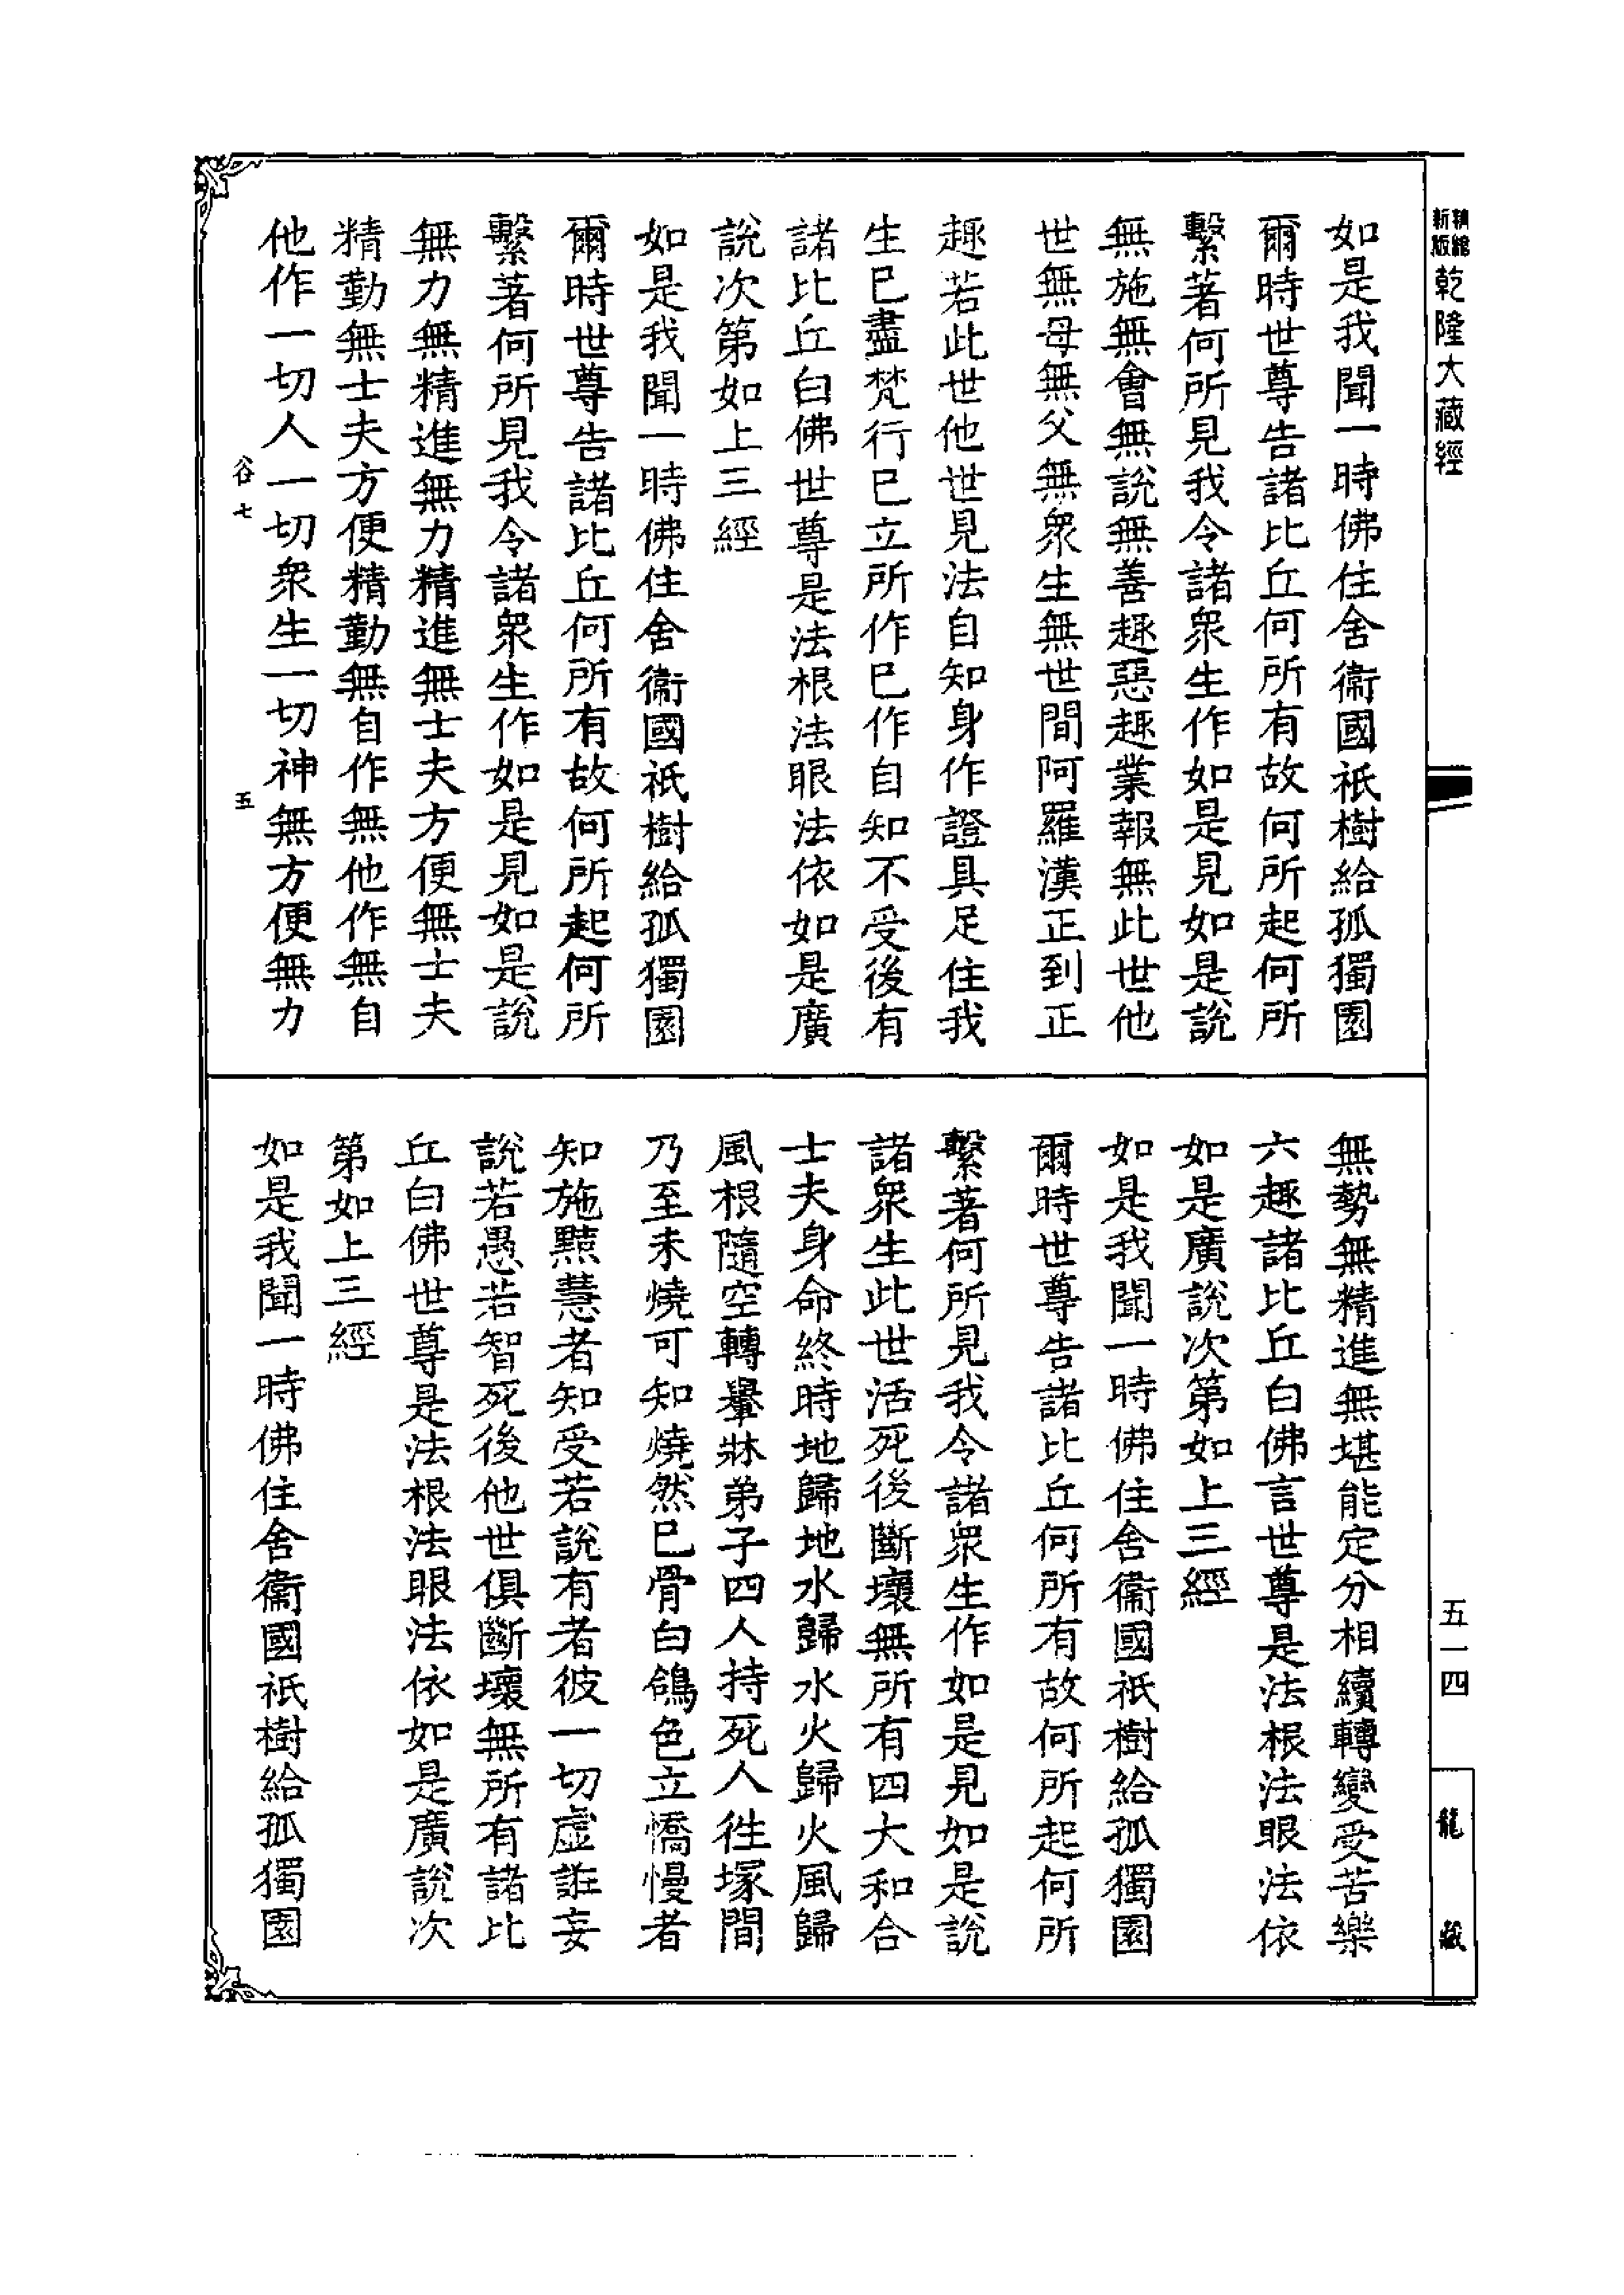 新版
精縮
乾隆大藏經
五一四
龍藏
如是我聞一時佛住舍衞國祇樹給孤獨園
爾時世尊告諸比丘何所有故何所起何所
繫著何所見我令諸衆生作如是見如是說
無施無會無說無善趣惡趣業報無此世他
世無母無父無衆生無世間阿羅漢正到正
趣若此世他世見法自知身作證具足住我
生已盡梵行已立所作已作自知不受後有
諸比丘白佛世尊是法根法眼法依如是廣
說次第如上三經
如是我聞一時佛住舍衞國祇樹給孤獨園
爾時世尊告諸比丘何所有故何所起何所
繫著何所見我令諸衆生作如是見如是說
無力無精進無力精進無士夫方便無士夫
精勤無士夫方便精勤無自作無他作無自
他作一切人一切衆生一切神無方便無力
谷七
五
無勢無精進無堪能定分相續轉變受苦樂
六趣諸比丘白佛言世尊是法根法眼法依
如是廣說次第如上三經
如是我聞一時佛住舍衞國祇樹給孤獨園
爾時世尊告諸比丘何所有故何所起何所
繫著何所見我令諸衆生作如是見如是說
諸衆生此世活死後斷壞無所有四大和合
士夫身命終時地歸地水歸水火歸火風歸
風根隨空轉轝牀弟子四人持死人往塚間
乃至未燒可知燒然已骨白鴿色立憍慢者
知施黠慧者知受若說有者彼一切虛誑妄
說若愚若智死後他世俱斷壞無所有諸比
丘白佛世尊是法根法眼法依如是廣說次
第如上三經
如是我聞一時佛住舍衞國祇樹給孤獨園